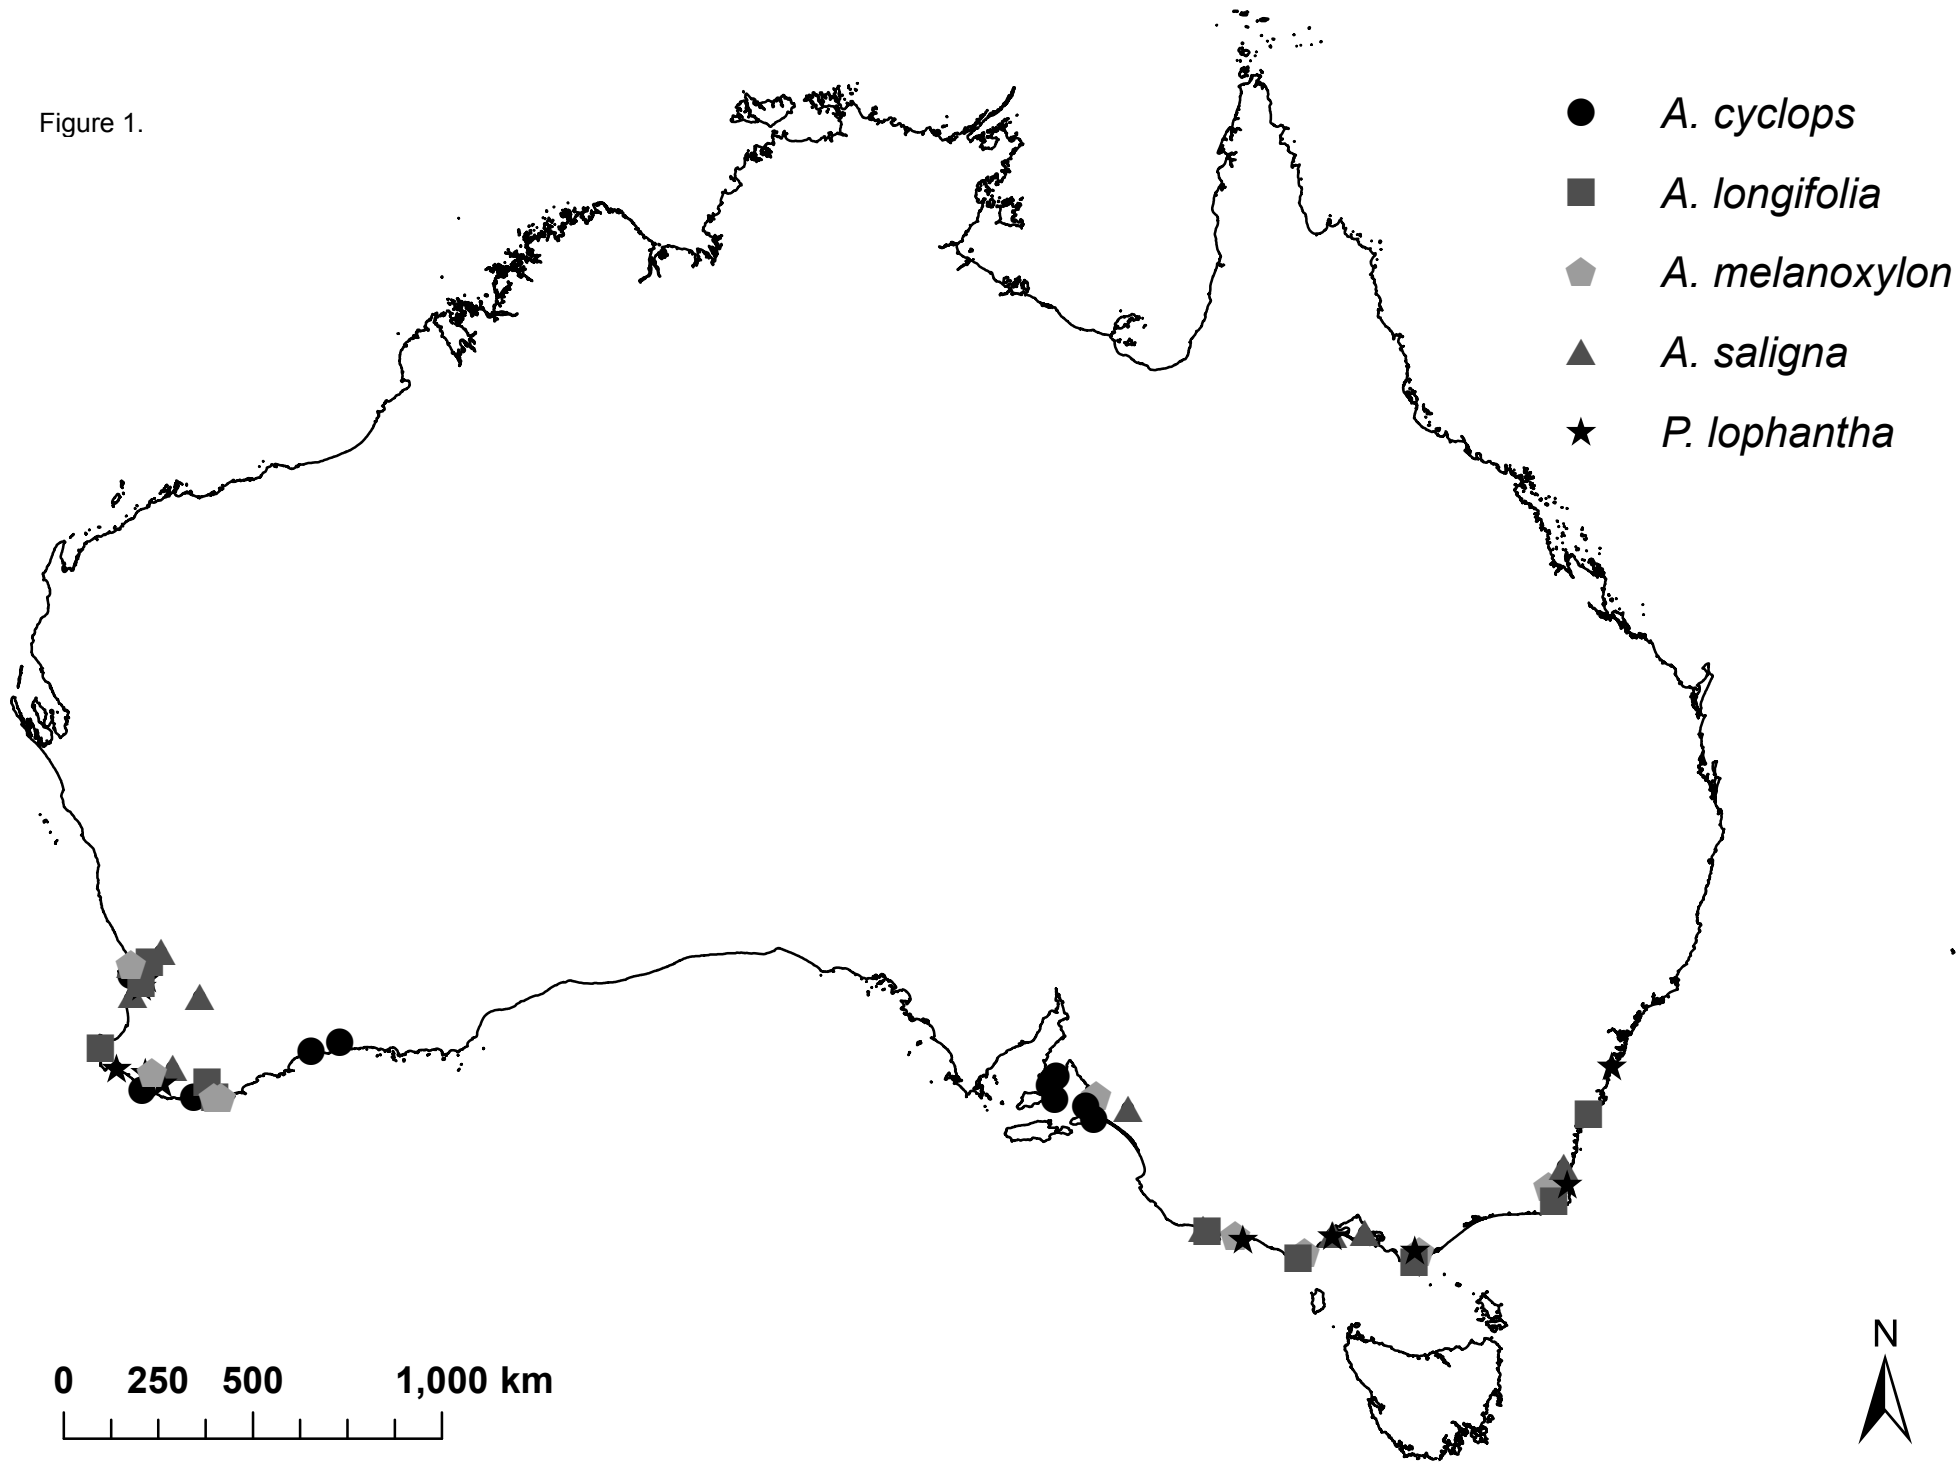 Figure 1.
A. cyclops
A. longifolia
A. melanoxylon
A. saligna
P. lophantha
N
0 250 500 1,000 km